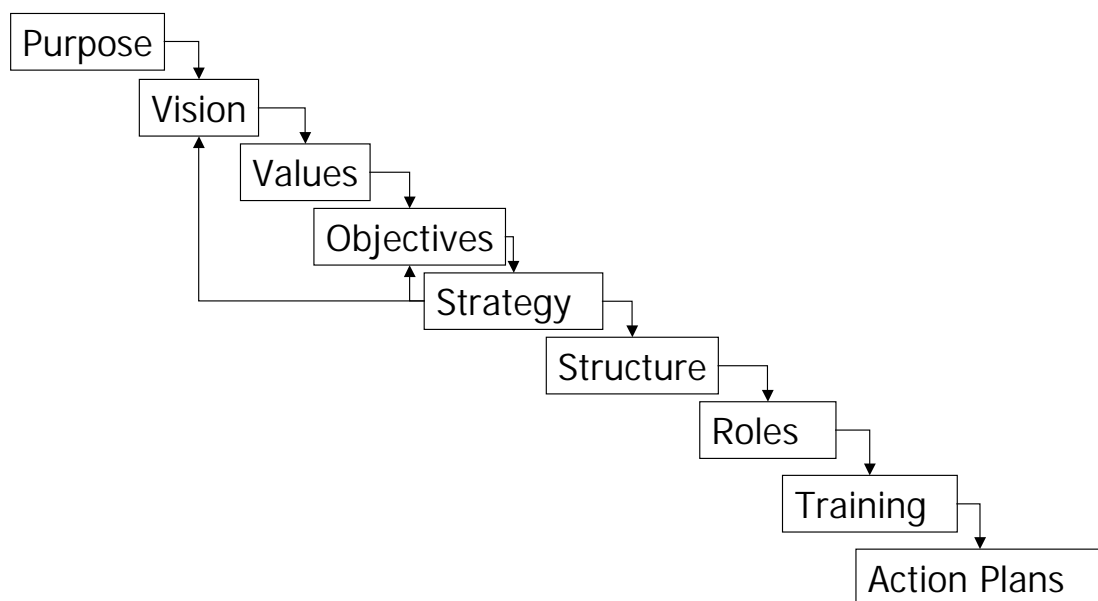 Purpose
Vision
Values
Objectives
Strategy
Structure
Roles
Training
Action Plans